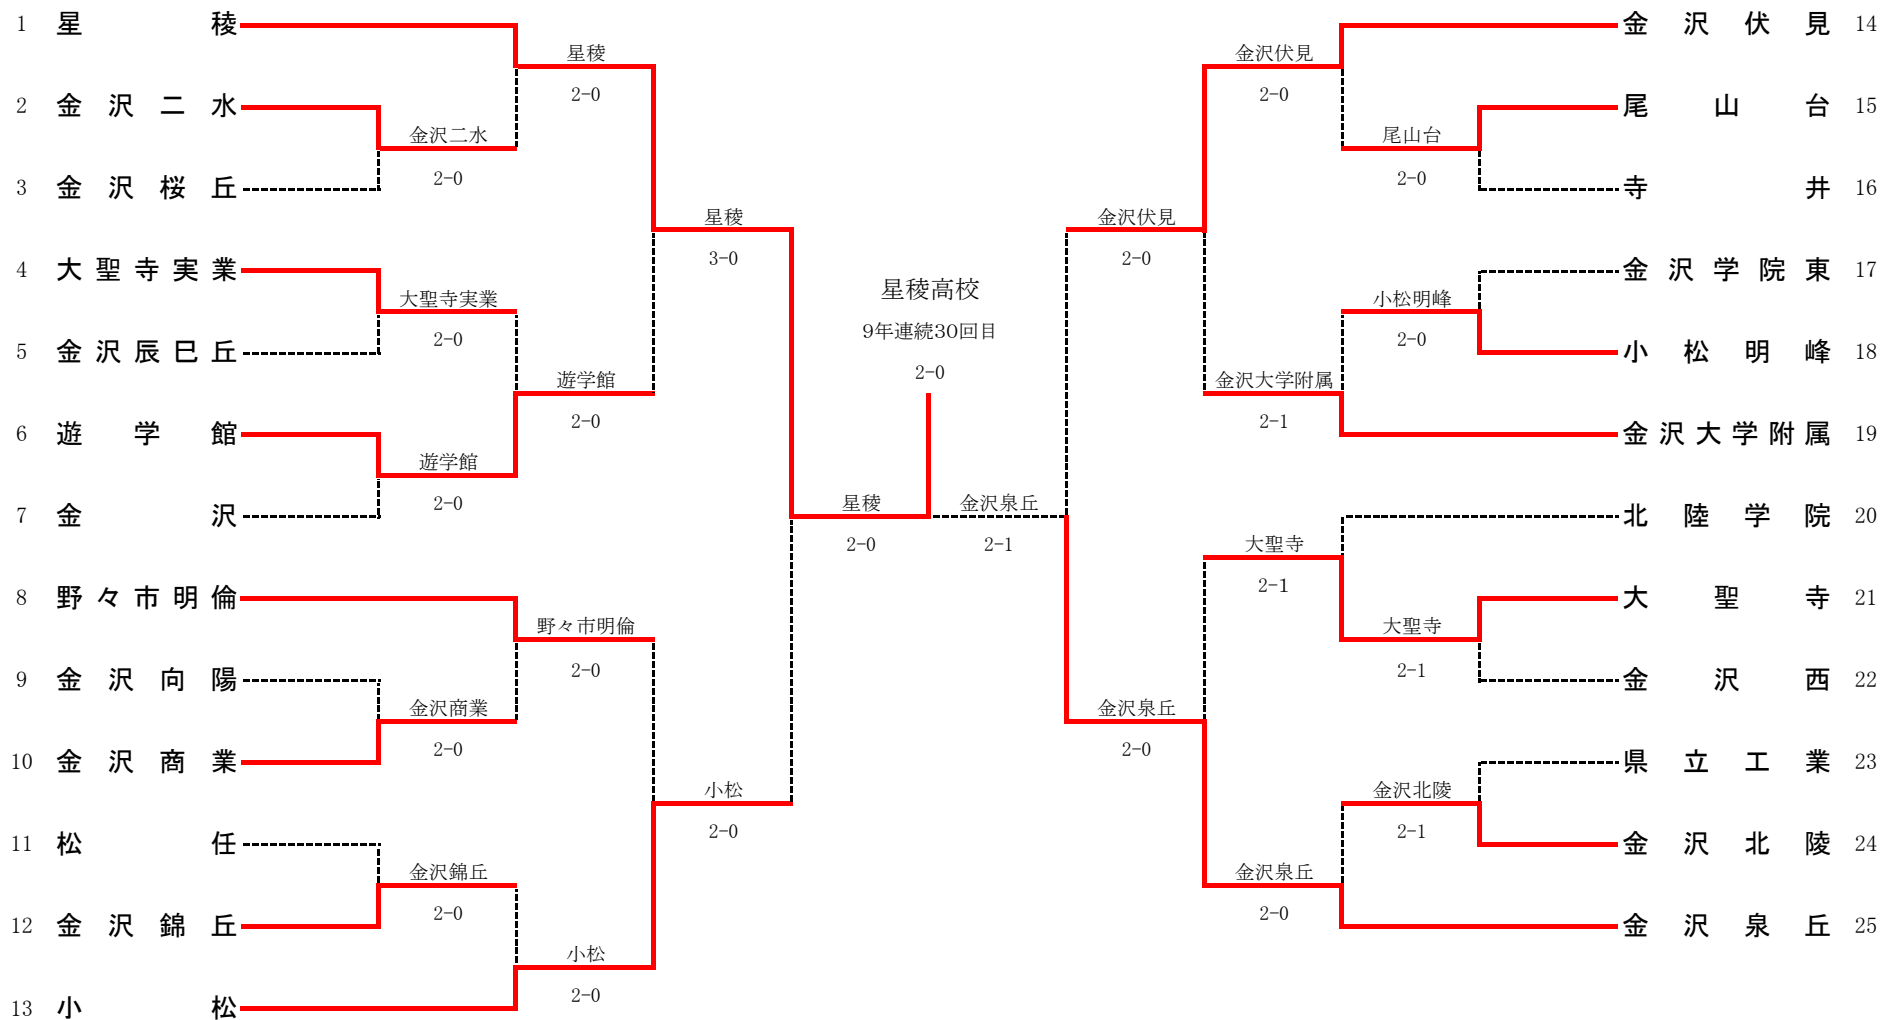 1 星稜
2 金沢二水
3 金沢桜丘
4 大聖寺実業
5 金沢辰巳丘
6 遊学館
7 金沢
8 野々市明倫
9 金沢向陽
10 金沢商業
11 松任
12 金沢錦丘
13 小松
金沢二水
2-0
大聖寺実業
2-0
遊学館
2-0
金沢商業
2-0
金沢錦丘
2-0
星稜
2-0
遊学館
2-0
野々市明倫
2-0
小松
2-0
星稜
3-0
小松
2-0
星稜
2-0
星稜高校
9年連続30回目
2-0
金沢泉丘
2-1
金沢伏見
2-0
金沢泉丘
2-0
金沢伏見
2-0
金沢大学附属
2-1
大聖寺
2-1
金沢泉丘
2-0
尾山台
2-0
小松明峰
2-0
大聖寺
2-1
金沢北陵
2-1
金沢伏見 14
尾山台 15
寺井 16
金沢学院東 17
小松明峰 18
金沢大学附属 19
北陸学院 20
大聖寺 21
金沢西 22
県立工業 23
金沢北陵 24
金沢泉丘 25